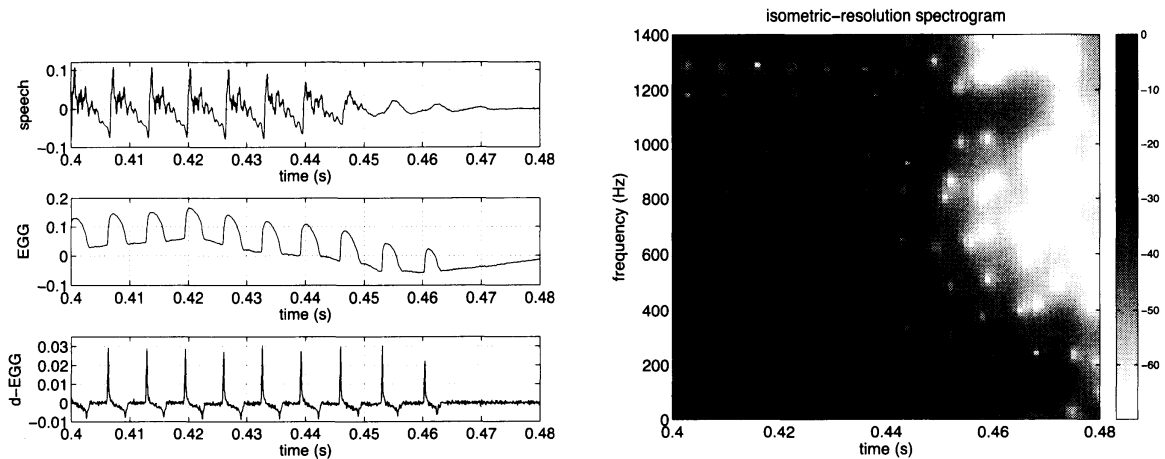 speech
0.1
0
−0.1
0.4 0.41 0.42 0.43 0.44 0.45 0.46 0.47 0.48
time (s)
EGG
0.2
0.1
0
−0.1
0.4 0.41 0.42 0.43 0.44 0.45 0.46 0.47 0.48
time (s)
d−EGG
0.03
0.02
0.01
0
−0.01
0.4 0.41 0.42 0.43 0.44 0.45 0.46 0.47 0.48
time (s)
isometric−resolution spectrogram
frequency (Hz)
1400
1200
1000
800
600
400
200
0
0.4 0.42 0.44 0.46 0.48
time (s)
0
−10
−20
−30
−40
−50
−60